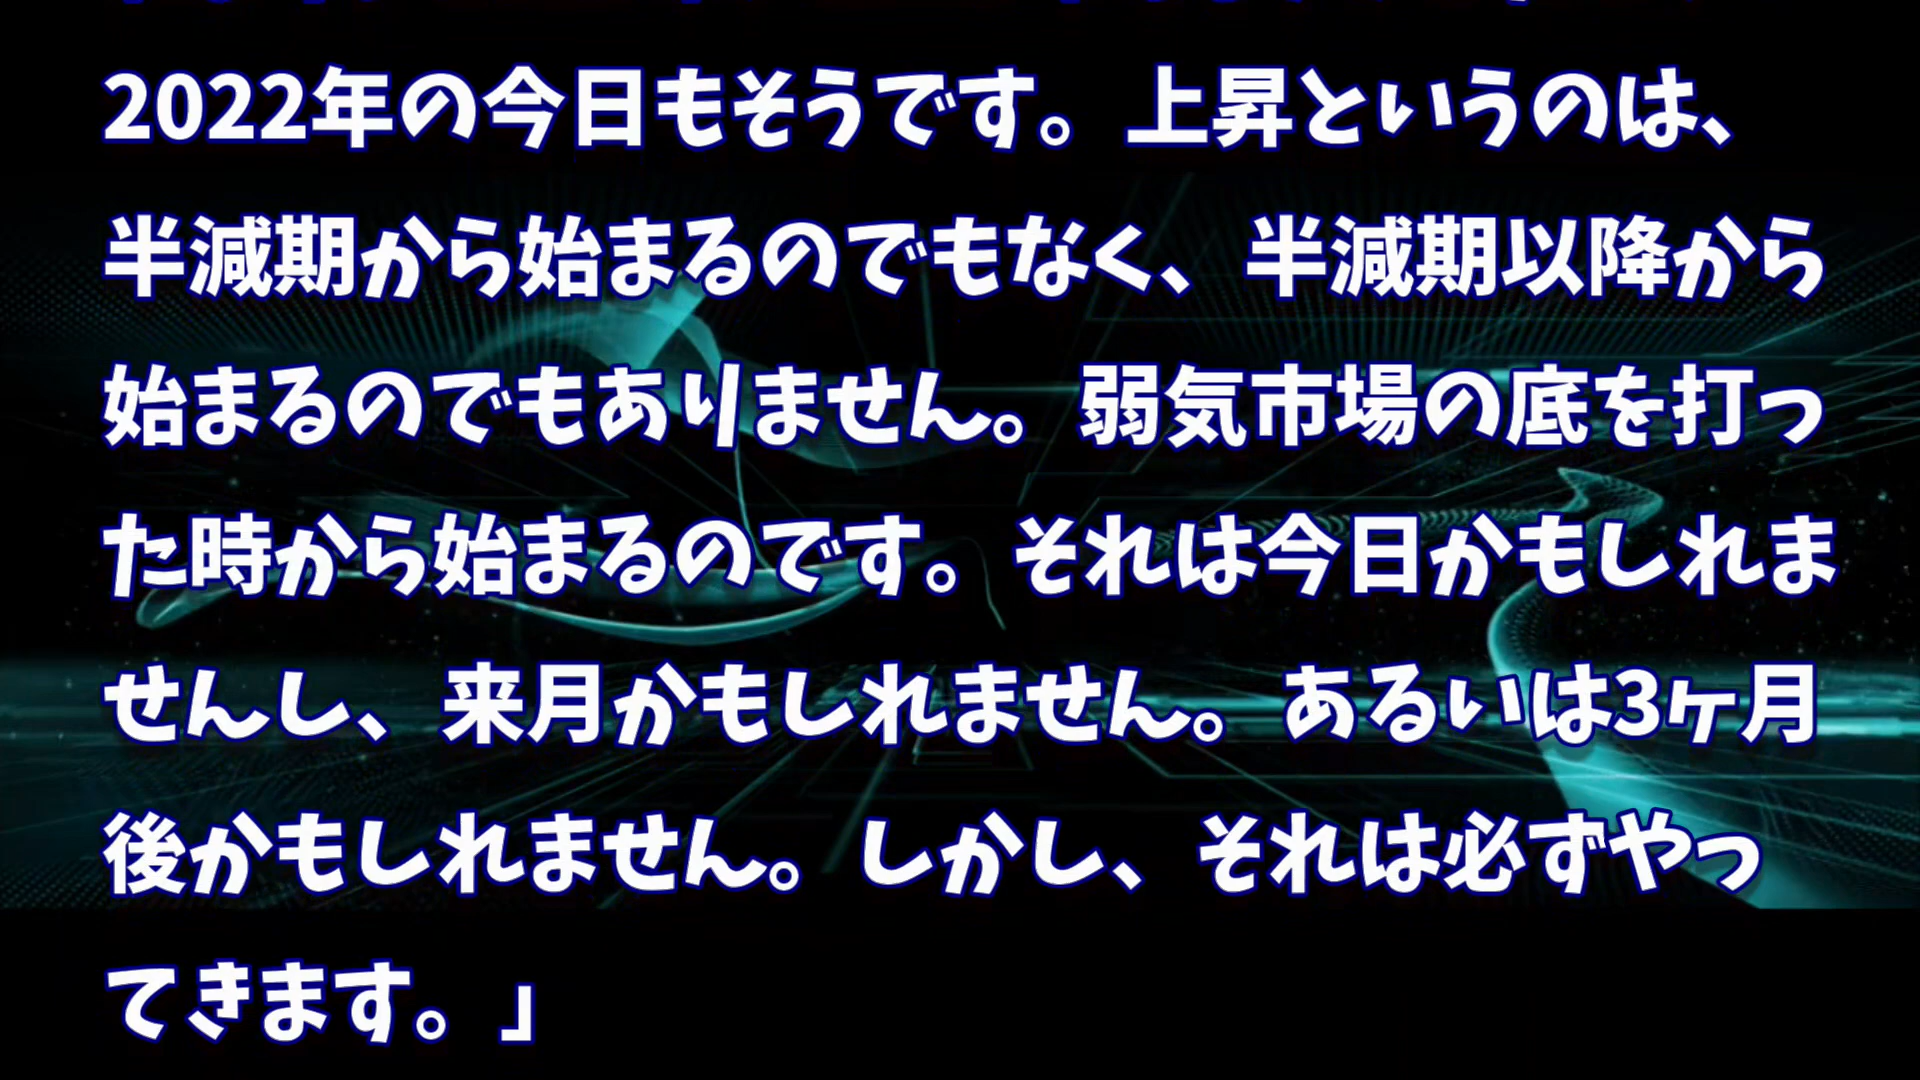 2022年の今日もそうです。上昇というのは、
半減期から始まるのでもなく、半減期以降から
始まるのでもありません。弱気市場の底を打っ
た時から始まるのです。それは今日かもしれま
せんし、来月かもしれません。あるいは3ヶ月
後かもしれません。しかし、それは必ずやっ
てきます。」